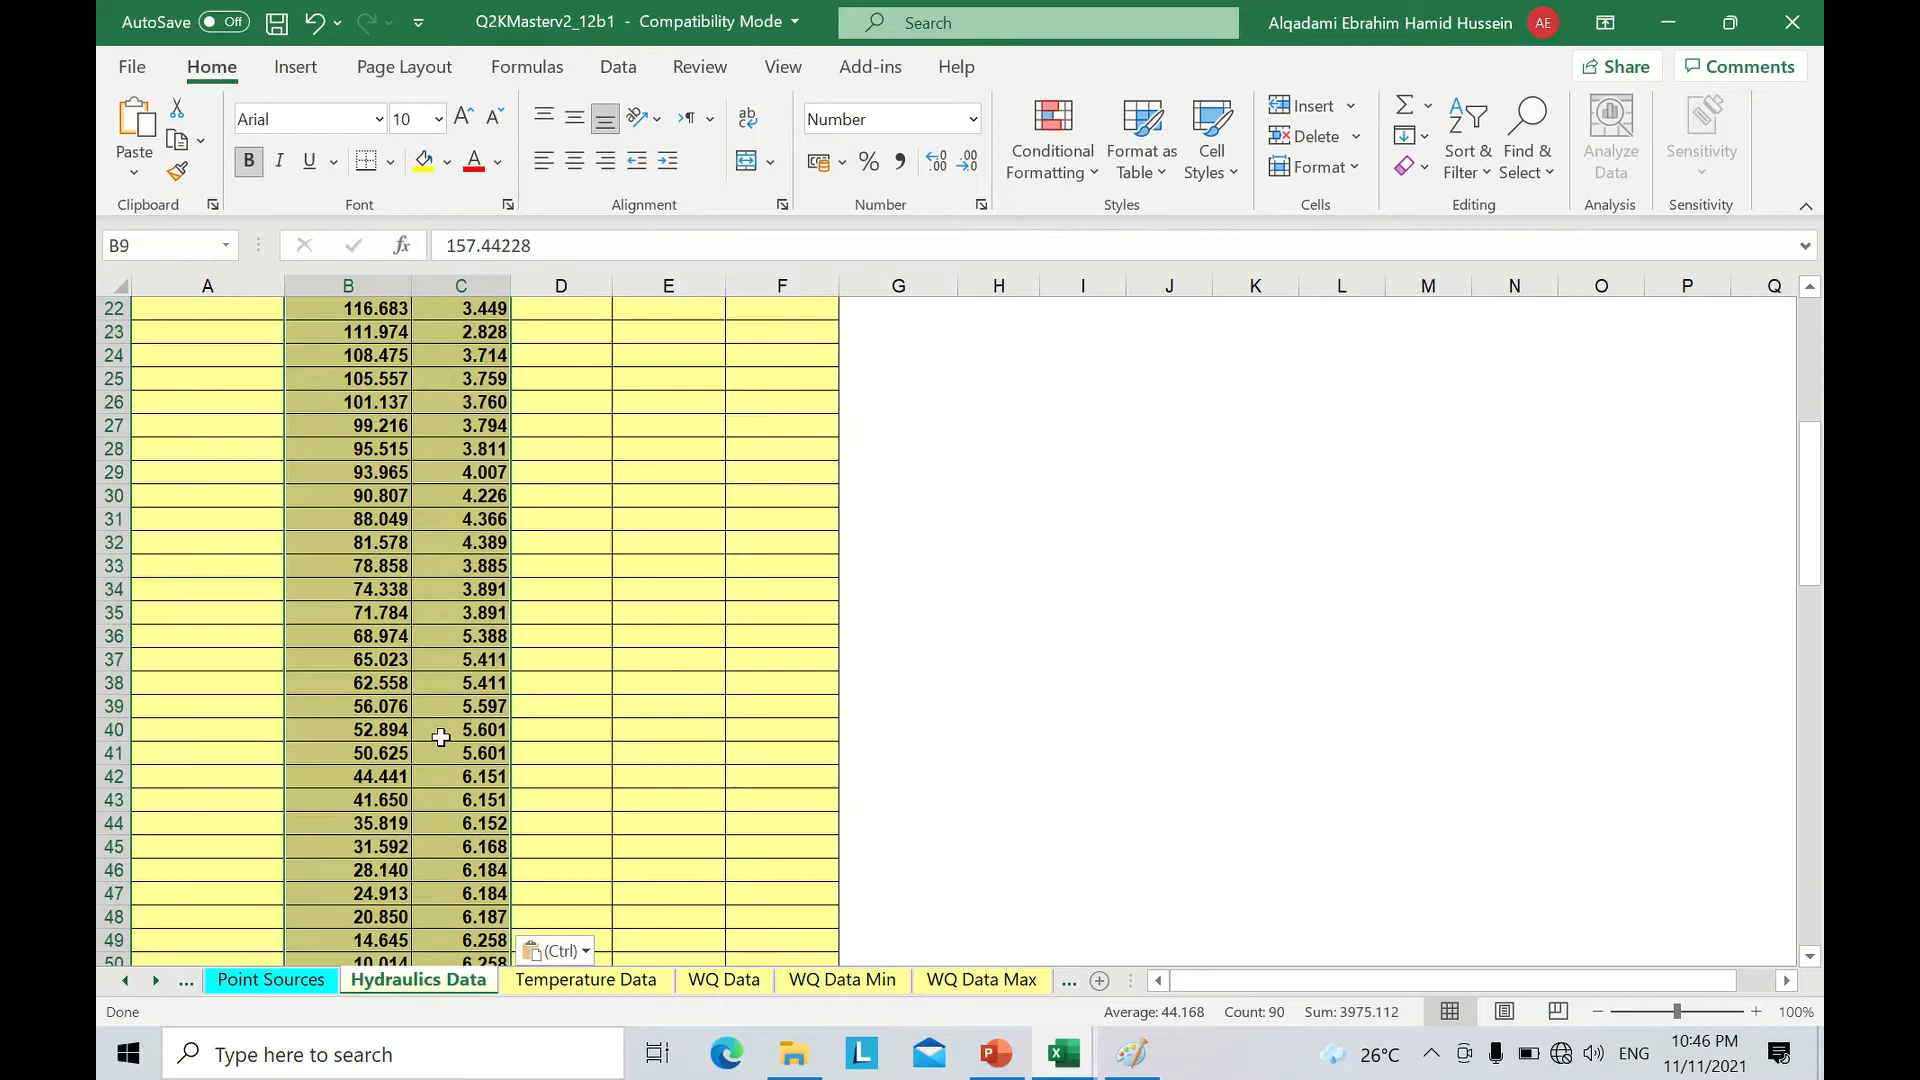 AutoSave Off Q2KMasterv2_12b1 - Compatibility Mode Search Alqadami Ebrahim Hamid Hussein AE
File Home Insert Page Layout Formulas Data Review View Add-ins Help Share Comments
Paste
Clipboard
Arial 10
B I U A
Font
ab
Alignment
Number
% .00
Number
Conditional Formatting
Format as Table
Cell Styles
Styles
Insert
Delete
Format
Cells
Sort & Filter
Find & Select
Editing
Analyze Data
Analysis
Sensitivity
Sensitivity
B9 fx 157.44228
A B C D E F G H I J K L M N O P Q
22 116.683 3.449
23 111.974 2.828
24 108.475 3.714
25 105.557 3.759
26 101.137 3.760
27 99.216 3.794
28 95.515 3.811
29 93.965 4.007
30 90.807 4.226
31 88.049 4.366
32 81.578 4.389
33 78.858 3.885
34 74.338 3.891
35 71.784 3.891
36 68.974 5.388
37 65.023 5.411
38 62.558 5.411
39 56.076 5.597
40 52.894 5.601
41 50.625 5.601
42 44.441 6.151
43 41.650 6.151
44 35.819 6.152
45 31.592 6.168
46 28.140 6.184
47 24.913 6.184
48 20.850 6.187
49 14.645 6.258
50 10.014 6.258
(Ctrl)
... Point Sources Hydraulics Data Temperature Data WQ Data WQ Data Min WQ Data Max ...
Done Average: 44.168 Count: 90 Sum: 3975.112 100%
Type here to search 26°C ENG 10:46 PM
11/11/2021